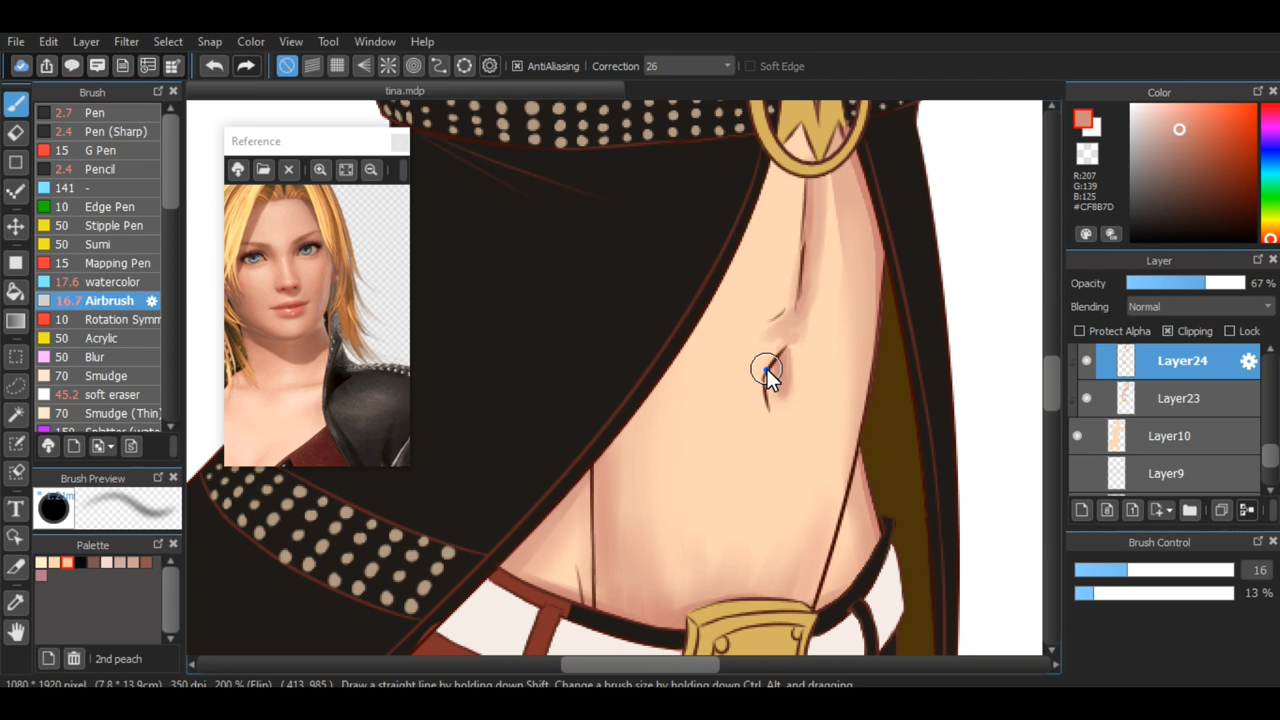 File Edit Layer Filter Select Snap Color View Tool Window Help
AntiAliasing Correction 26 Soft Edge
Brush
2.7 Pen
2.4 Pen (Sharp)
15 G Pen
2.4 Pencil
141 -
10 Edge Pen
50 Stipple Pen
50 Sumi
15 Mapping Pen
17.6 watercolor
16.7 Airbrush
10 Rotation Symm
50 Acrylic
50 Blur
70 Smudge
45.2 soft eraser
70 Smudge (Thin)
Brush Preview
Palette
2nd peach
tina.mdp
Reference
Color
R:207
G:139
B:125
#CF8B7D
Layer
Opacity 67 %
Blending Normal
Protect Alpha Clipping Lock
Layer24
Layer23
Layer10
Layer9
Brush Control
16
13 %
1080 * 1920 pixel (7.8 * 13.9cm) 350 dpi 200 % (Flip) ( 413, 985 ) Draw a straight line by holding down Shift, Change a brush size by holding down Ctrl, Alt, and dragging